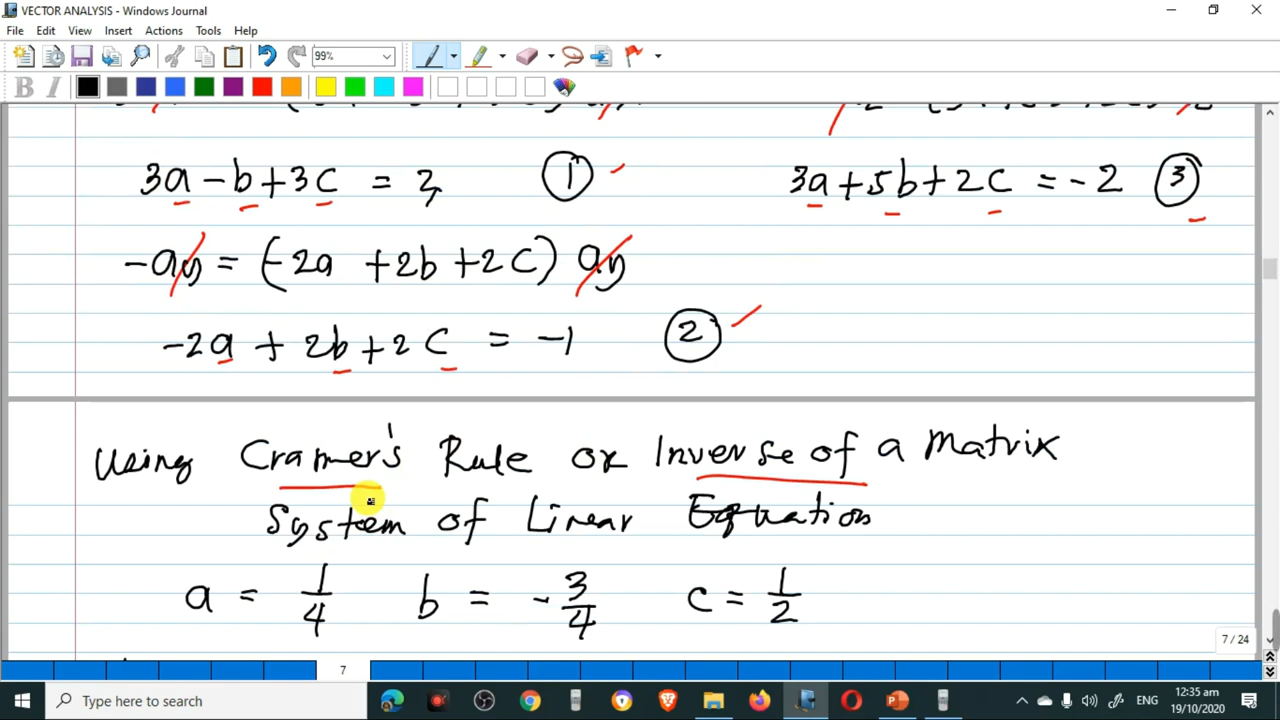 VECTOR ANALYSIS - Windows Journal
File Edit View Insert Actions Tools Help
99%
B I
3a - b + 3c = 3, ① 3a + 5b + 2c = -2 ③
-ay = (-2a + 2b + 2c) ay
-2a + 2b + 2c = -1 ②
Using Cramer's Rule or Inverse of a Matrix
System of Linear Equation
a = 1/4 b = -3/4 c = 1/2
7 / 24
7
Type here to search
ENG
12:35 am
19/10/2020